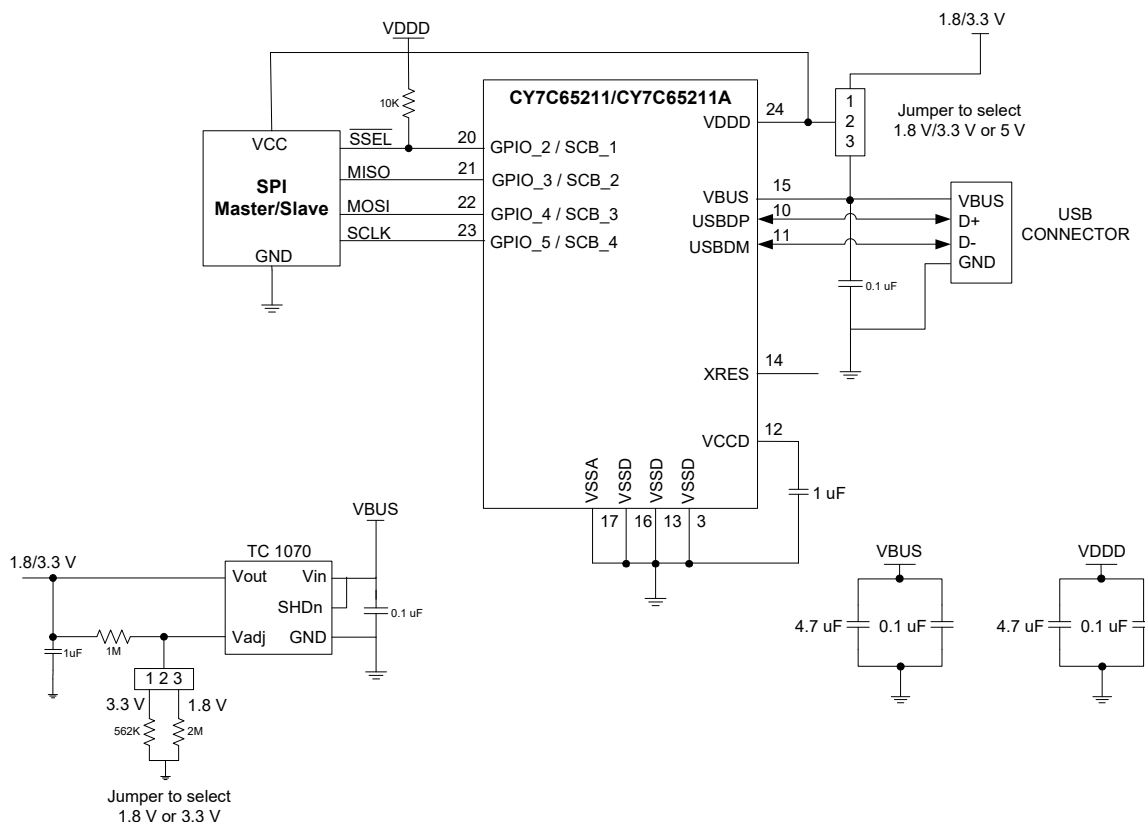 1.8/3.3 V
VDDD
CY7C65211/CY7C65211A
10K
24
VDDD
1
2
3
Jumper to select
1.8 V/3.3 V or 5 V
VCC
SPI
Master/Slave
GND
SSEL
20
GPIO_2 / SCB_1
MISO
21
GPIO_3 / SCB_2
MOSI
22
GPIO_4 / SCB_3
SCLK
23
GPIO_5 / SCB_4
VBUS
15
USBDP
10
USBDM
11
VBUS
D+
D-
GND
USB
CONNECTOR
0.1 uF
XRES
14
VCCD
12
1 uF
VSSA
VSSD
VSSD
VSSD
17
16
13
3
VBUS
TC 1070
1.8/3.3 V
Vout
Vin
SHDn
Vadj
GND
0.1 uF
1uF
1M
1 2 3
3.3 V
1.8 V
562K
2M
Jumper to select
1.8 V or 3.3 V
VBUS
4.7 uF
0.1 uF
VDDD
4.7 uF
0.1 uF